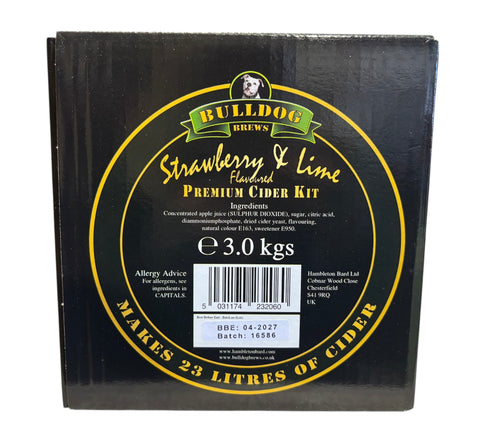 BULLDOG
BREWS
Strawberry & Lime
Flavoured
PREMIUM CIDER KIT
Ingredients
Concentrated apple juice (SULPHUR DIOXIDE), sugar, citric acid,
diammoniumphosphate, dried cider yeast, flavouring,
natural colour E163, sweetener E950.
℮ 3.0 kgs
Allergy Advice
For allergens, see
ingredients in
CAPITALS.
5 031174 232060
Hambleton Bard Ltd
Cobnar Wood Close
Chesterfield
S41 9RQ
UK
BBE: 04-2027
Batch: 16586
www.hambletonbard.com
www.bulldogbrews.co.uk
MAKES 23 LITRES OF CIDER